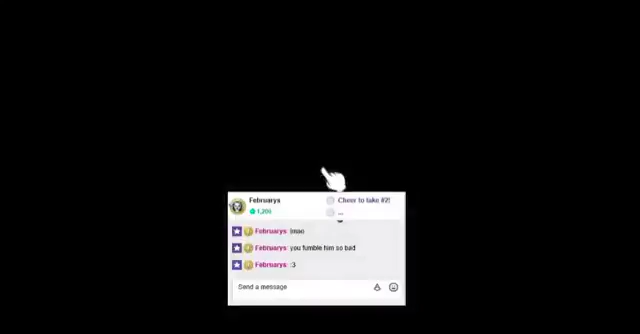 Februarys
1,200
Cheer to take #2!
...
Februarys: lmao
Februarys: you fumble him so bad
Februarys: :3
Send a message